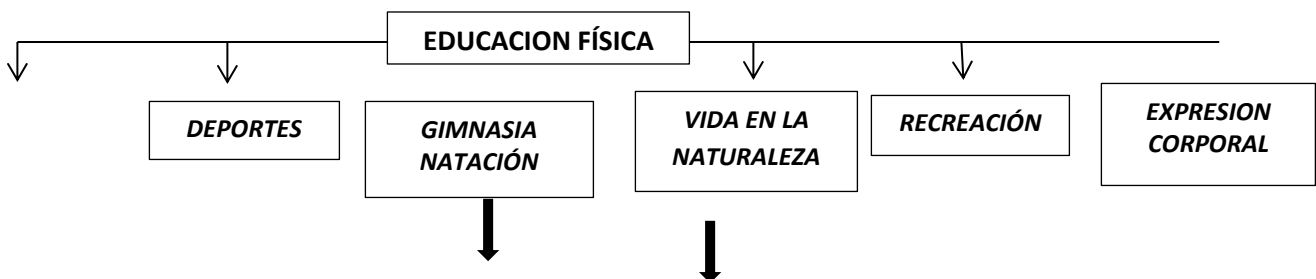 EDUCACION FÍSICA
DEPORTES
GIMNASIA
NATACIÓN
VIDA EN LA
NATURALEZA
RECREACIÓN
EXPRESION
CORPORAL